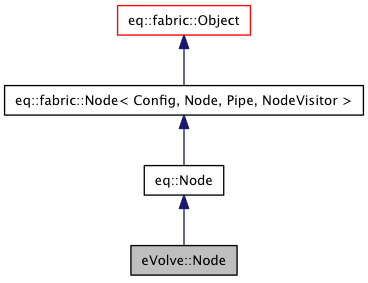 eq::fabric::Object
eq::fabric::Node< Config, Node, Pipe, NodeVisitor >
eq::Node
eVolve::Node